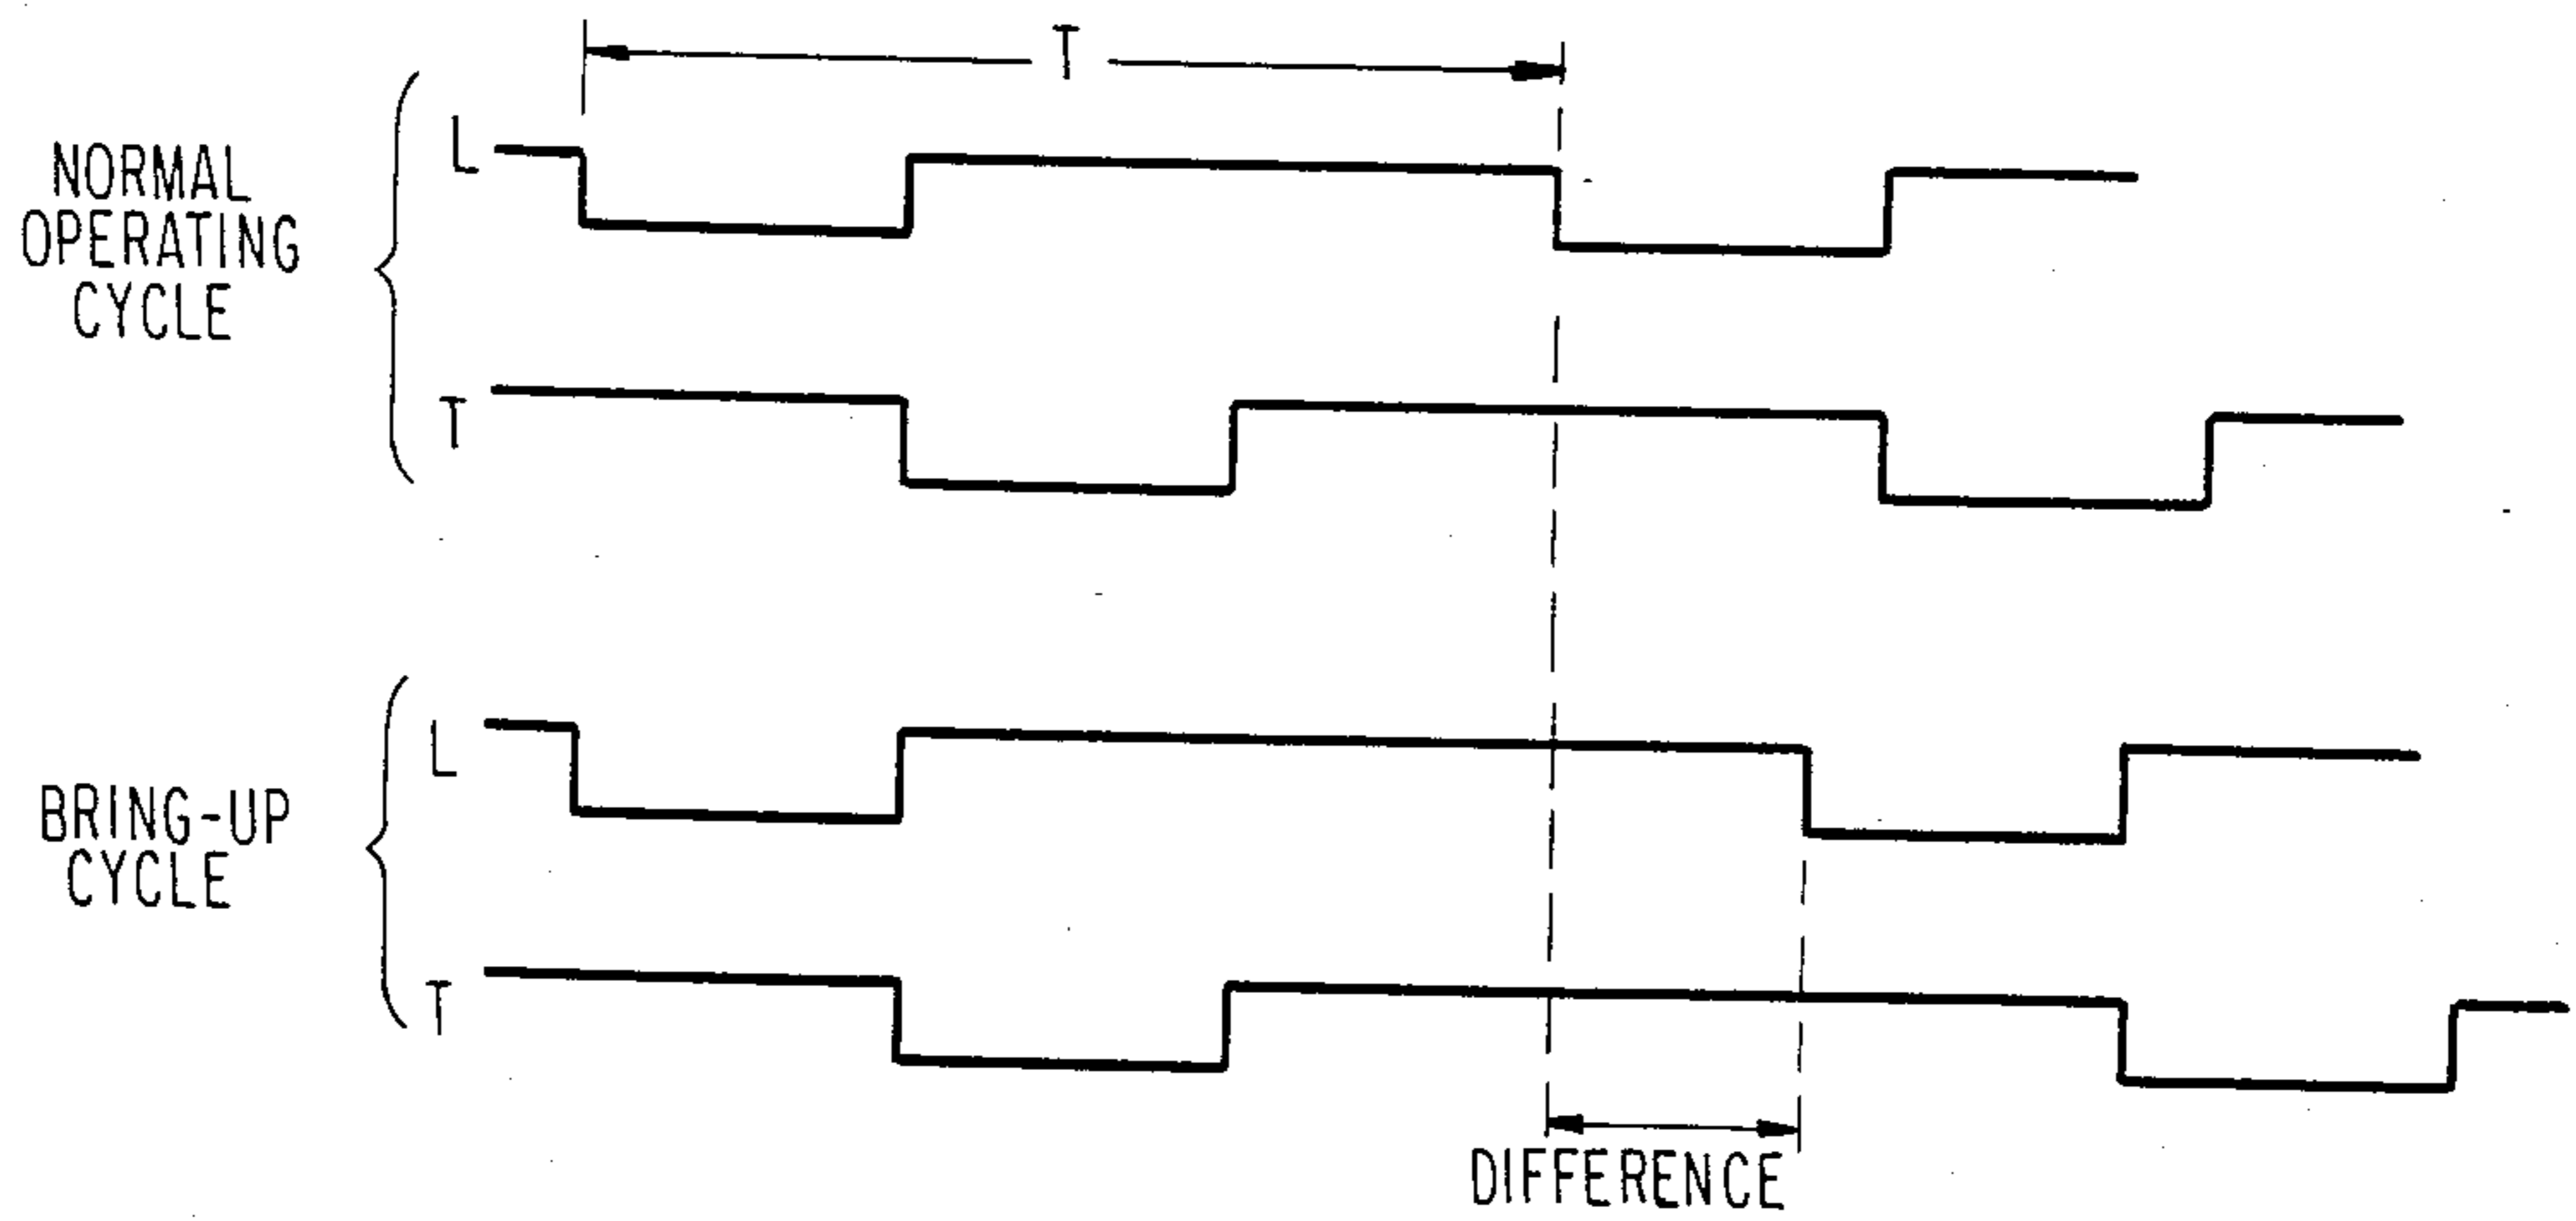 T
NORMAL
OPERATING
CYCLE
L
T
BRING-UP
CYCLE
L
T
DIFFERENCE